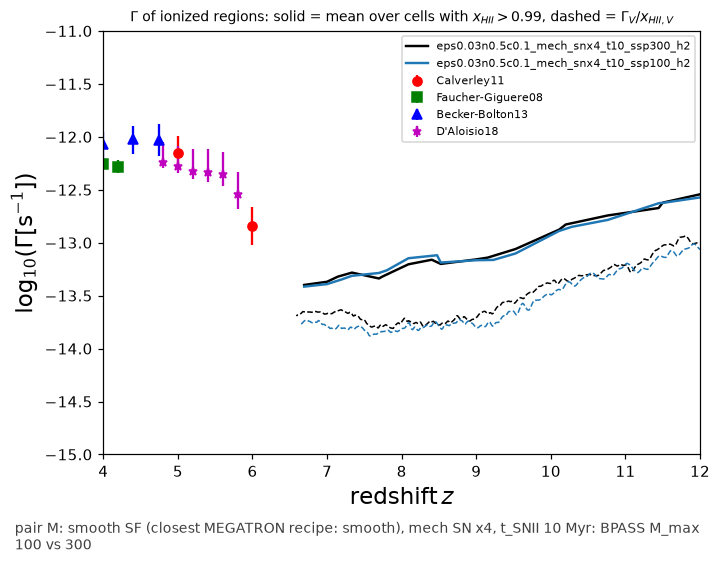 Γ of ionized regions: solid = mean over cells with x_HII > 0.99, dashed = Γ_V/x_HII,V
−11.0
−11.5
−12.0
−12.5
−13.0
−13.5
−14.0
−14.5
−15.0
log₁₀(Γ[s⁻¹])
eps0.03n0.5c0.1_mech_snx4_t10_ssp300_h2
eps0.03n0.5c0.1_mech_snx4_t10_ssp100_h2
Calverley11
Faucher-Giguere08
Becker-Bolton13
D'Aloisio18
4 5 6 7 8 9 10 11 12
redshift z
pair M: smooth SF (closest MEGATRON recipe: smooth), mech SN x4, t_SNII 10 Myr: BPASS M_max
100 vs 300